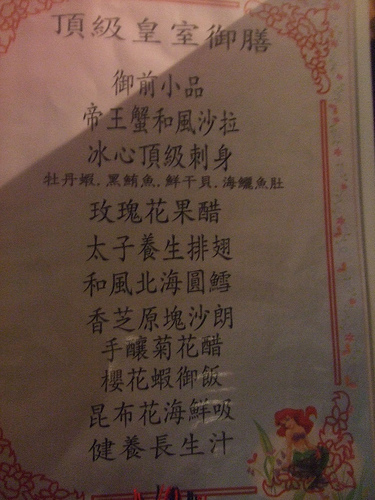 頂級皇室御膳
御前小品
帝王蟹和風沙拉
冰心頂級刺身
牡丹蝦.黑鮪魚.鮮干貝.海鱺魚肚
玫瑰花果醋
太子養生排翅
和風北海圓鱈
香芝原塊沙朗
手釀菊花醋
櫻花蝦御飯
昆布花海鮮吸
健養長生汁